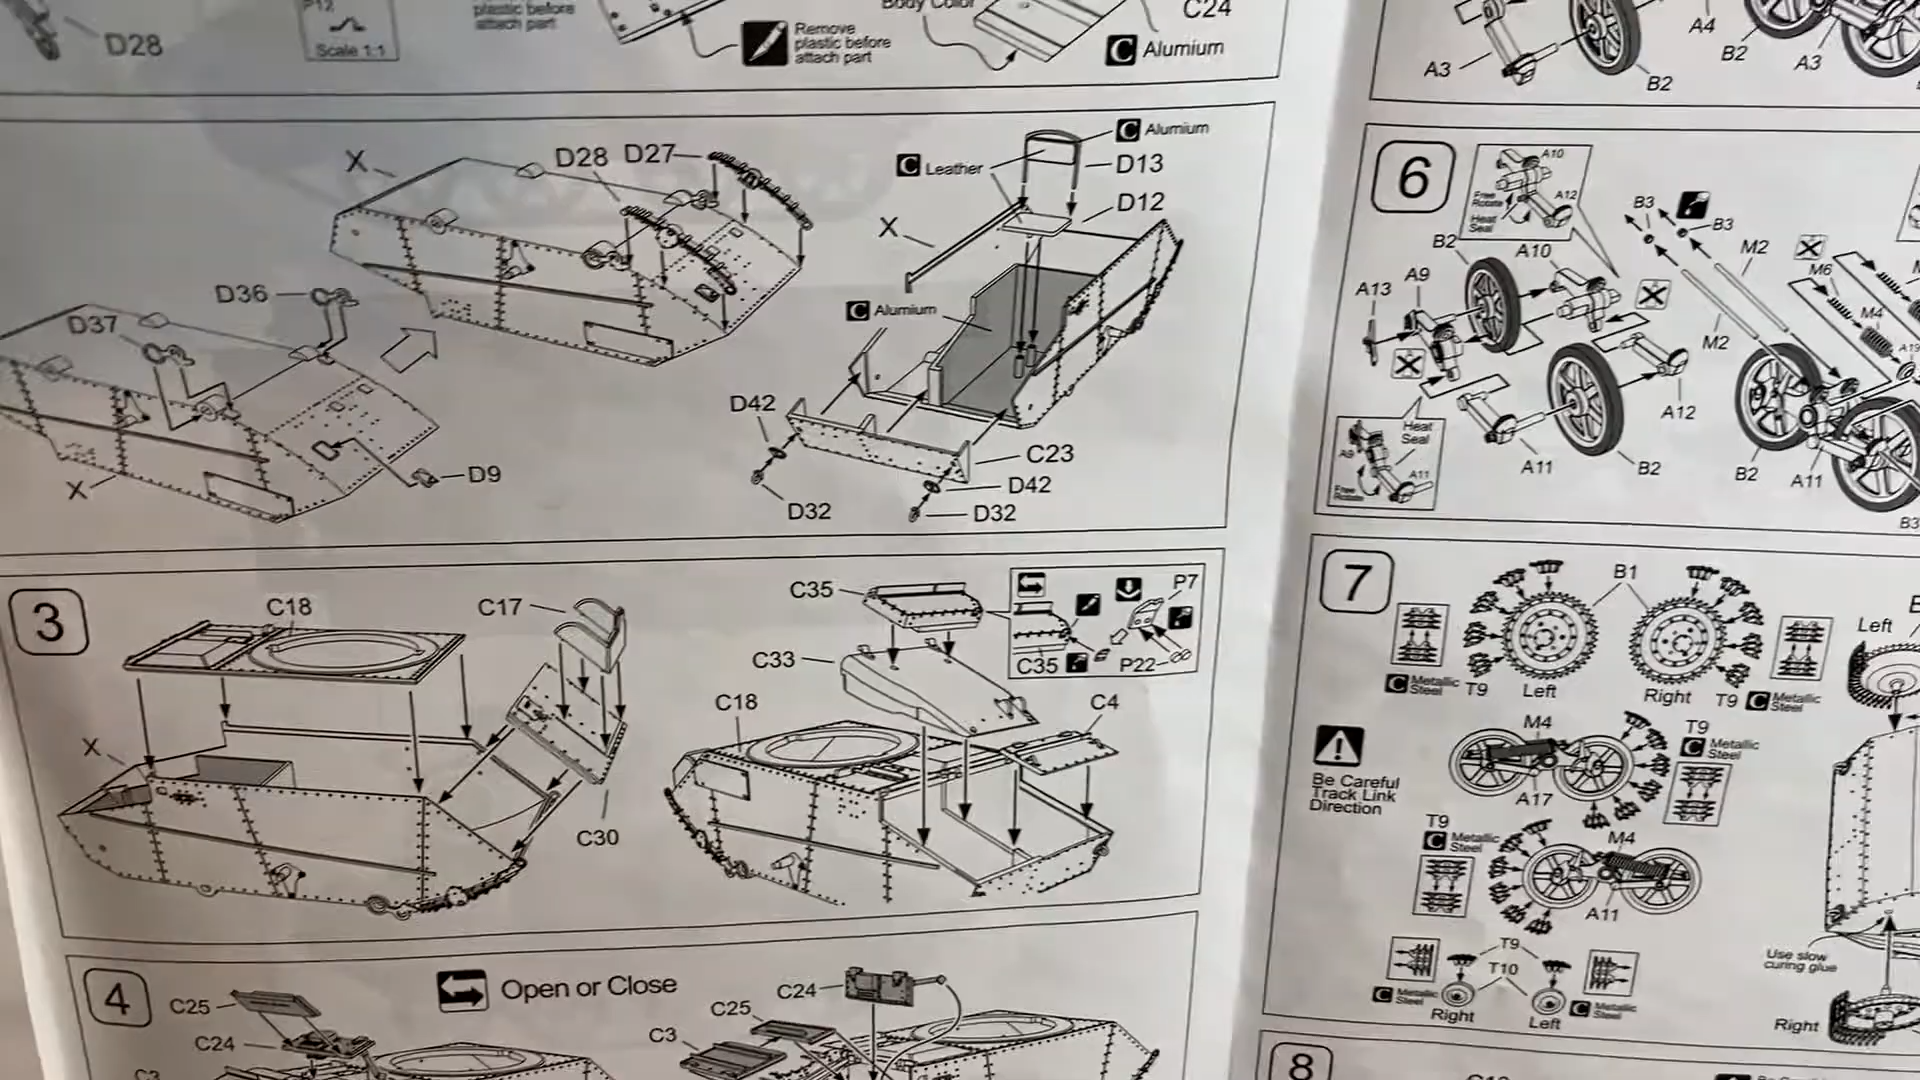 D28
P12
Scale 1:1
plastic before
attach part
Remove
plastic before
attach part
Body Color
C24
C Alumium
X
D28
D27
C Alumium
C Leather
D13
D12
X
D36
D37
C Alumium
D42
C23
D9
X
D42
D32
D32
3
C18
C17
C35
P7
C33
C35
P22
C18
C4
X
C30
4
Open or Close
C25
C24
C3
C24
C25
C3
A3
B2
A4
B2
A3
6
A10
Free
Rotate
A12
Heat
Seal
B3
B3
B2
A10
M2
A13
A9
M6
M4
M2
A12
Heat
Seal
A9
A11
Free
Rotate
A11
B2
B2
A11
B3
7
B1
Left
C Metallic
Steel
T9
Left
Right
T9
C Metallic
Steel
M4
T9
C Metallic
Steel
Be Careful
Track Link
Direction
A17
T9
C Metallic
Steel
M4
A11
T9
T10
C Metallic
Steel
Right
Left
C Metallic
Steel
Use slow
curing glue
Right
8